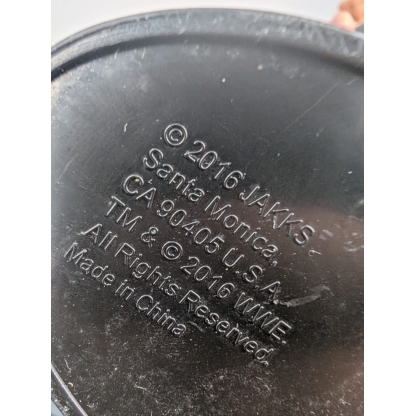 © 2016 JAKKS
Santa Monica,
CA 90405 U.S.A.
TM & © 2016 WWE.
All Rights Reserved.
Made in China